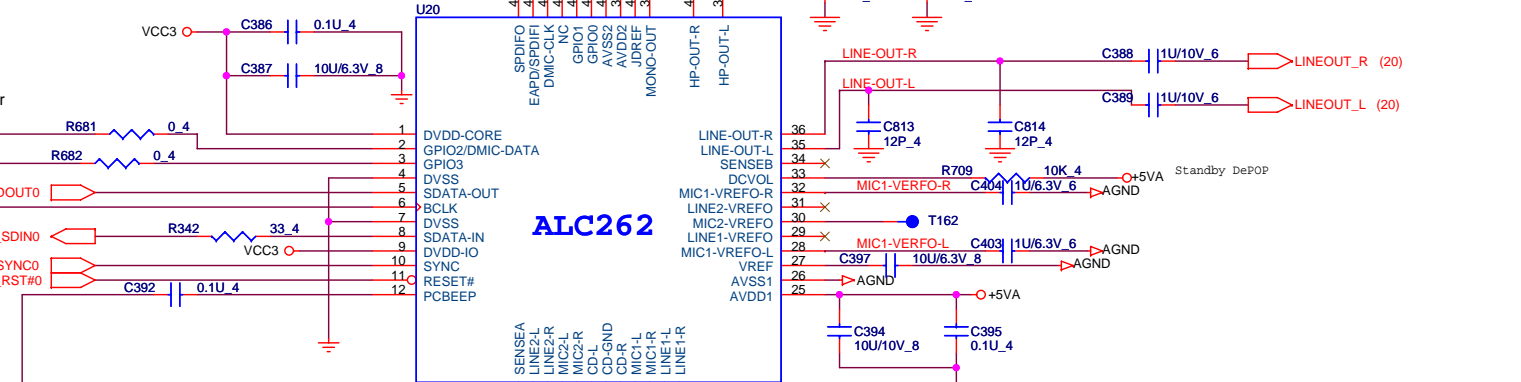 U20
C386 0.1U_4
VCC3
C387 10U/6.3V_8
SPDIFO
EAPD/SPDIFI
DMIC-CLK
NC
GPIO1
GPIO0
AVSS2
AVDD2
JDREF
MONO-OUT
HP-OUT-R
HP-OUT-L
LINE-OUT-R
LINE-OUT-L
C388 1U/10V_6
LINEOUT_R (20)
C389 1U/10V_6
LINEOUT_L (20)
C813
12P_4
C814
12P_4
r
R681 0_4
R682 0_4
DOUT0
_SDIN0
R342 33_4
VCC3
SYNC0
_RST#0
C392 0.1U_4
1 DVDD-CORE
2 GPIO2/DMIC-DATA
3 GPIO3
4 DVSS
5 SDATA-OUT
6 BCLK
7 DVSS
8 SDATA-IN
9 DVDD-IO
10 SYNC
11 RESET#
12 PCBEEP
ALC262
LINE-OUT-R 36
LINE-OUT-L 35
SENSEB 34
DCVOL 33
MIC1-VREFO-R 32
LINE2-VREFO 31
MIC2-VREFO 30
LINE1-VREFO 29
MIC1-VREFO-L 28
VREF 27
AVSS1 26
AVDD1 25
R709 10K_4
+5VA
Standby DePOP
MIC1-VERFO-R
C404 1U/6.3V_6
AGND
T162
MIC1-VERFO-L
C403 1U/6.3V_6
AGND
C397 10U/6.3V_8
AGND
AGND
+5VA
C394
10U/10V_8
C395
0.1U_4
SENSEA
LINE2-L
LINE2-R
MIC2-L
MIC2-R
CD-L
CD-GND
CD-R
MIC1-L
MIC1-R
LINE1-L
LINE1-R